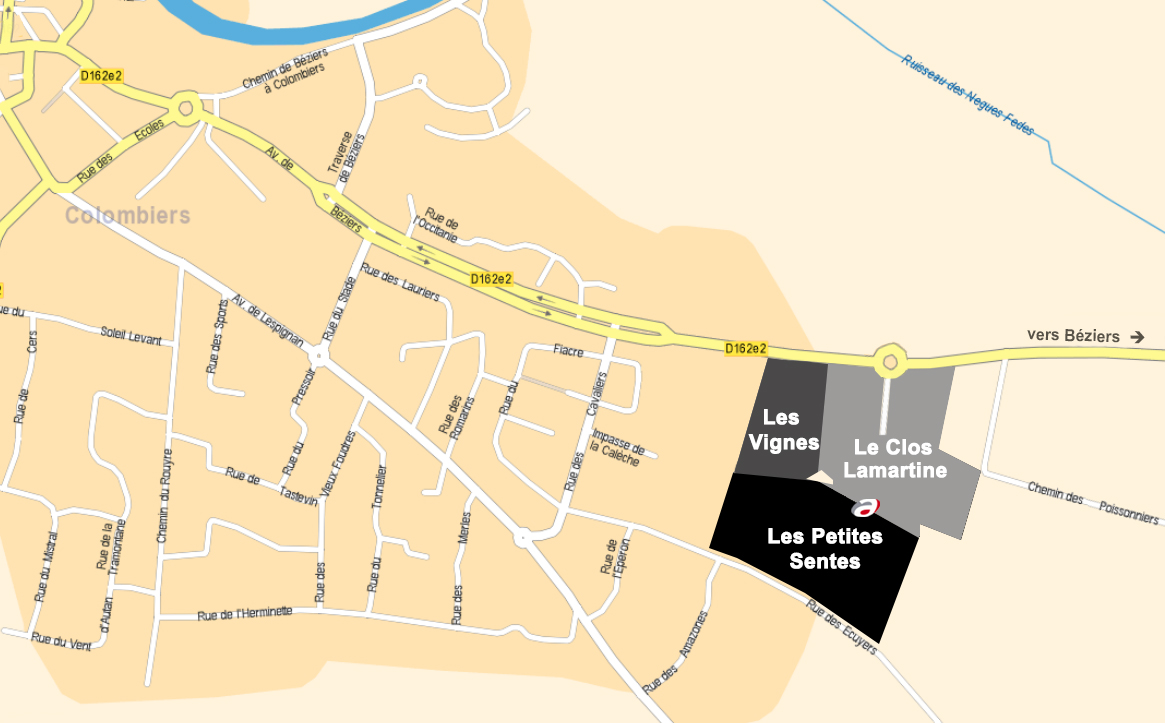 D162e2
Chemin de Béziers
à Colombiers
Ruisseau des Negues Fedes
Rue des
Ecoles
Av. de
Béziers
Traverse
de Béziers
Colombiers
Rue de
l'Occitanie
Rue des Lauriers
D162e2
D162e2
vers Béziers
2
ue du
Cers
Rue de
Soleil Levant
Rue des Sports
Av. de Lespignan
Rue du Stade
Fiacre
Rue du
Cavaliers
Rue des
Impasse de
la Calèche
Rue des
Romarins
Pressoir
Rue du
Vieux Foudres
Rue des
Rue de
Tastevin
Tonnelier
Rue du
Merles
Rue des
Chemin du Rouyre
Rue de la
Tramontane
Rue du Mistral
d'Autan
Rue du Vent
Rue de l'Herminette
Rue de
l'Eperon
Rue des Amazones
Rue des Ecuyers
Les
Vignes
Le Clos
Lamartine
a
Les Petites
Sentes
Chemin des Poissonniers